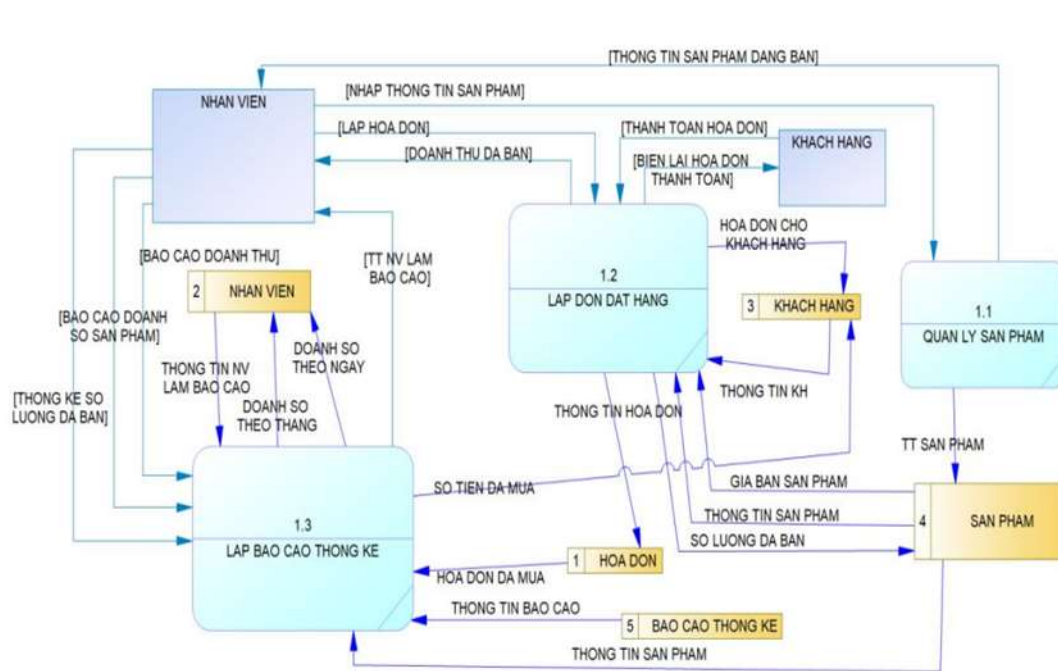 [THONG TIN SAN PHAM DANG BAN]
NHAN VIEN
[NHAP THONG TIN SAN PHAM]
[LAP HOA DON]
[THANH TOAN HOA DON]
KHACH HANG
[DOANH THU DA BAN]
[BIEN LAI HOA DON
THANH TOAN]
HOA DON CHO
KHACH HANG
[BAO CAO DOANH THU]
[TT NV LAM
BAO CAO]
1.2
LAP DON DAT HANG
2
NHAN VIEN
3
KHACH HANG
1.1
QUAN LY SAN PHAM
[BAO CAO DOANH
SO SAN PHAM]
DOANH SO
THEO NGAY
THONG TIN NV
LAM BAO CAO
[THONG KE SO
LUONG DA BAN]
DOANH SO
THEO THANG
THONG TIN HOA DON
THONG TIN KH
TT SAN PHAM
SO TIEN DA MUA
GIA BAN SAN PHAM
THONG TIN SAN PHAM
4
SAN PHAM
SO LUONG DA BAN
1.3
LAP BAO CAO THONG KE
1
HOA DON
HOA DON DA MUA
THONG TIN BAO CAO
5
BAO CAO THONG KE
THONG TIN SAN PHAM